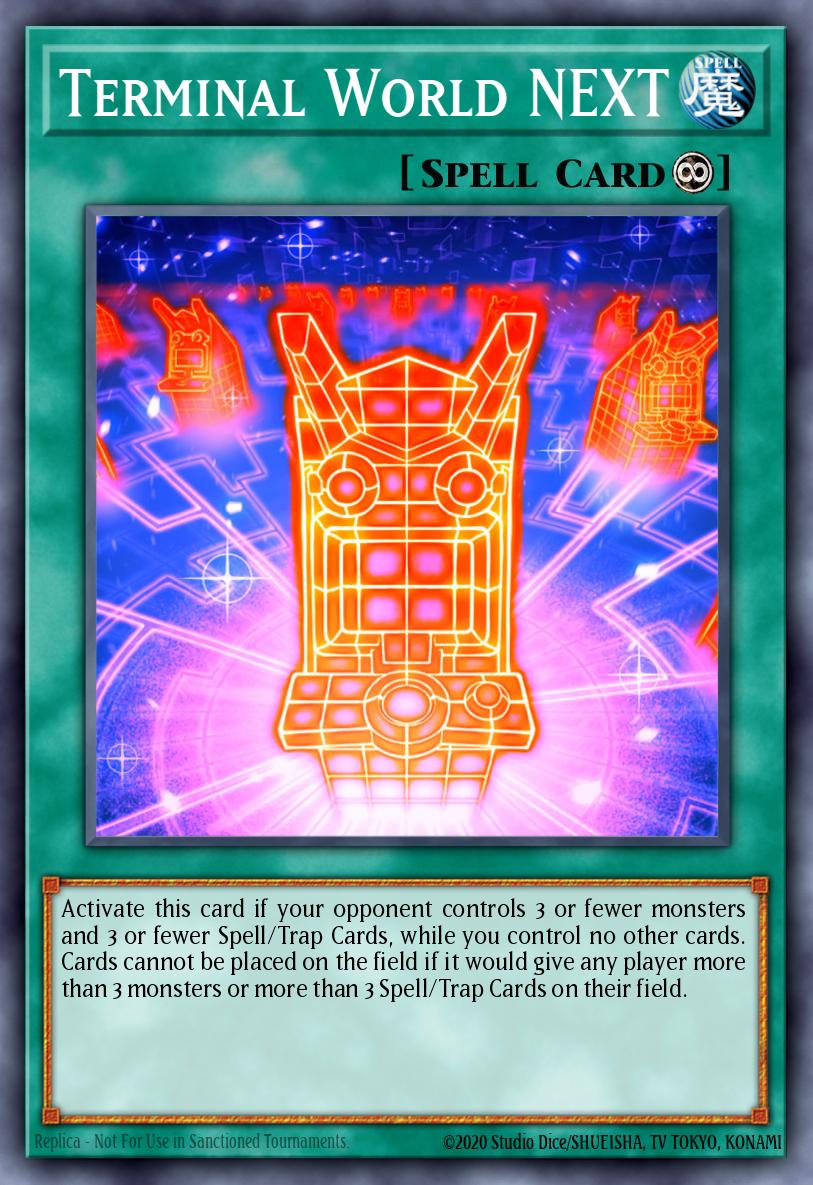 TERMINAL WORLD NEXT
SPELL
魔
[SPELL CARD]
Activate this card if your opponent controls 3 or fewer monsters
and 3 or fewer Spell/Trap Cards, while you control no other cards.
Cards cannot be placed on the field if it would give any player more
than 3 monsters or more than 3 Spell/Trap Cards on their field.
Replica - Not For Use in Sanctioned Tournaments.
©2020 Studio Dice/SHUEISHA, TV TOKYO, KONAMI